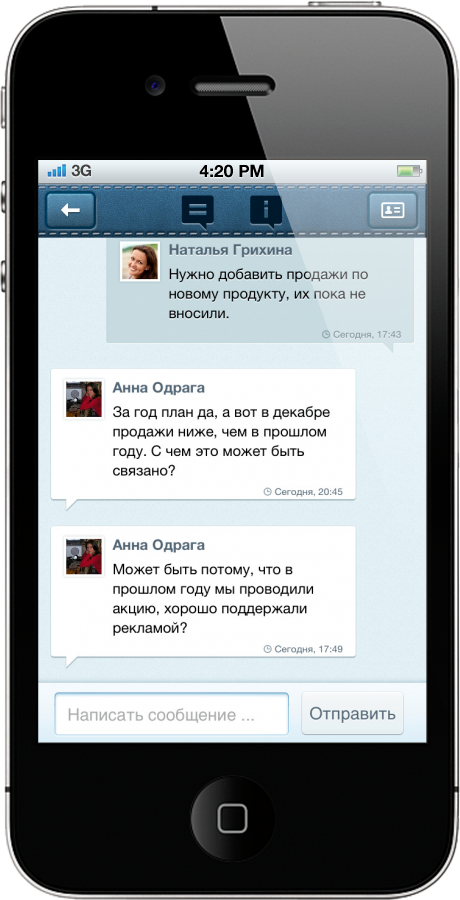 3G
4:20 PM
Наталья Грихина
Нужно добавить продажи по
новому продукту, их пока не
вносили.
Сегодня, 17:43
Анна Одрага
За год план да, а вот в декабре
продажи ниже, чем в прошлом
году. С чем это может быть
связано?
Сегодня, 20:45
Анна Одрага
Может быть потому, что в
прошлом году мы проводили
акцию, хорошо поддержали
рекламой?
Сегодня, 17:49
Написать сообщение ...
Отправить